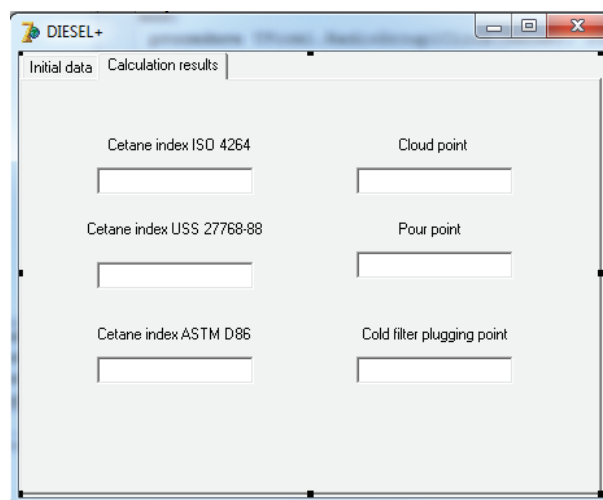 DIESEL+
Initial data
Calculation results
Cetane index ISO 4264
Cloud point
Cetane index USS 27768-88
Pour point
Cetane index ASTM D86
Cold filter plugging point